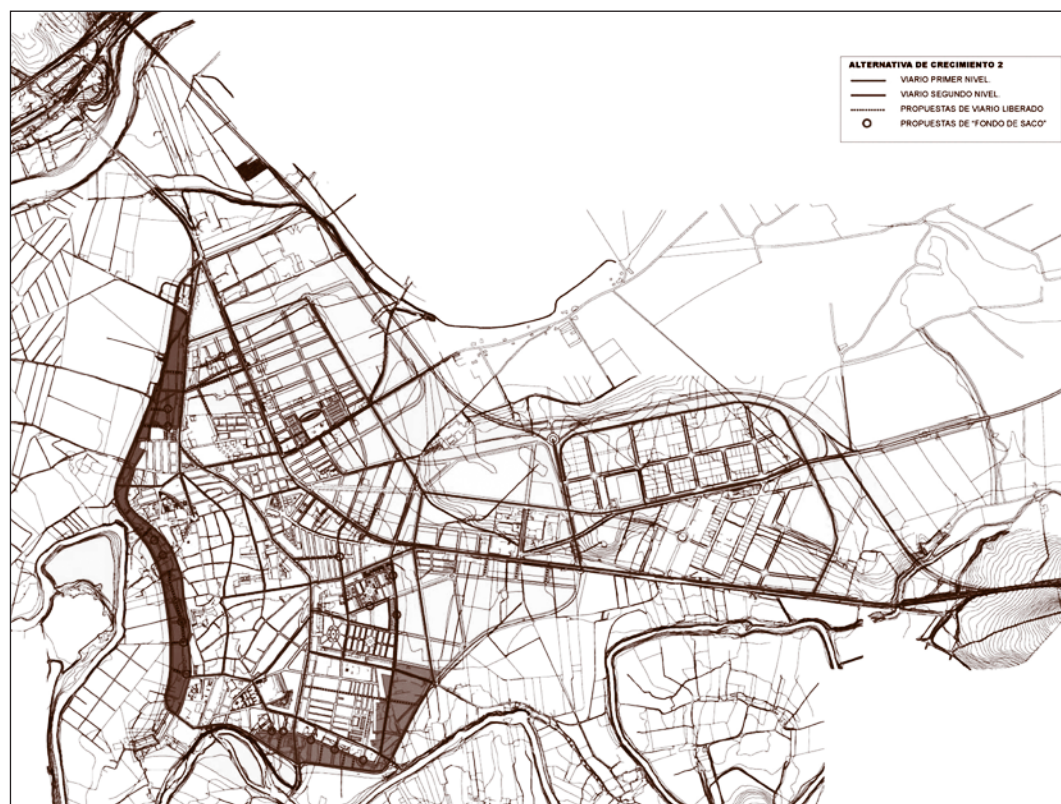 ALTERNATIVA DE CRECIMIENTO 2
VIARIO PRIMER NIVEL.
VIARIO SEGUNDO NIVEL.
PROPUESTAS DE VIARIO LIBERADO
PROPUESTAS DE "FONDO DE SACO"